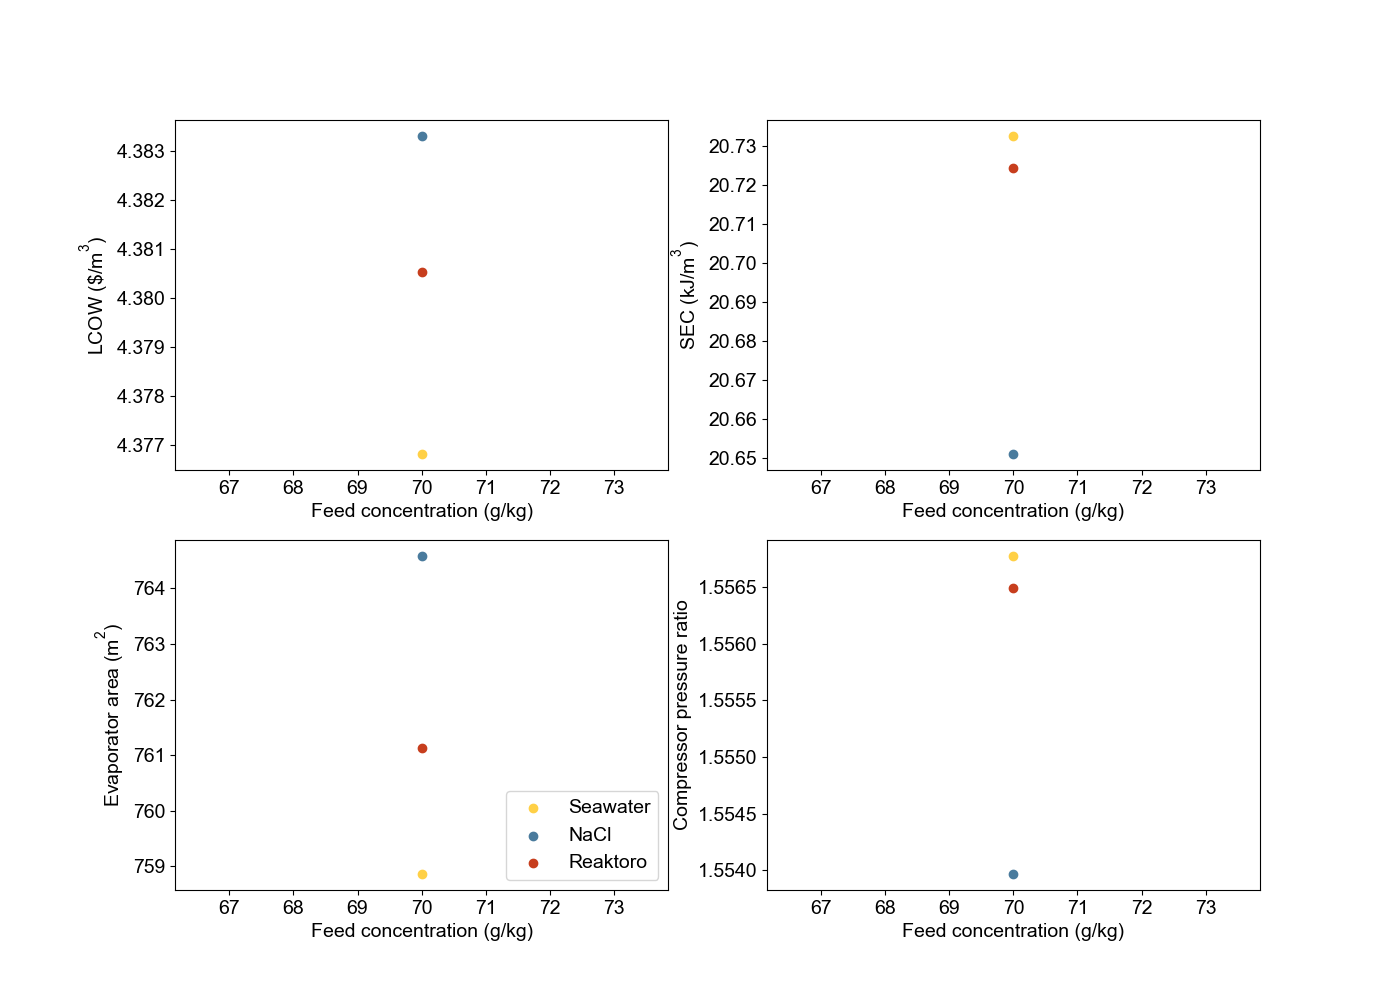 4.383
4.382
4.381
4.380
4.379
4.378
4.377
LCOW ($/m³)
67 68 69 70 71 72 73
Feed concentration (g/kg)
20.73
20.72
20.71
20.70
20.69
20.68
20.67
20.66
20.65
SEC (kJ/m³)
67 68 69 70 71 72 73
Feed concentration (g/kg)
764
763
762
761
760
759
Evaporator area (m²)
Seawater
NaCl
Reaktoro
67 68 69 70 71 72 73
Feed concentration (g/kg)
1.5565
1.5560
1.5555
1.5550
1.5545
1.5540
Compressor pressure ratio
67 68 69 70 71 72 73
Feed concentration (g/kg)